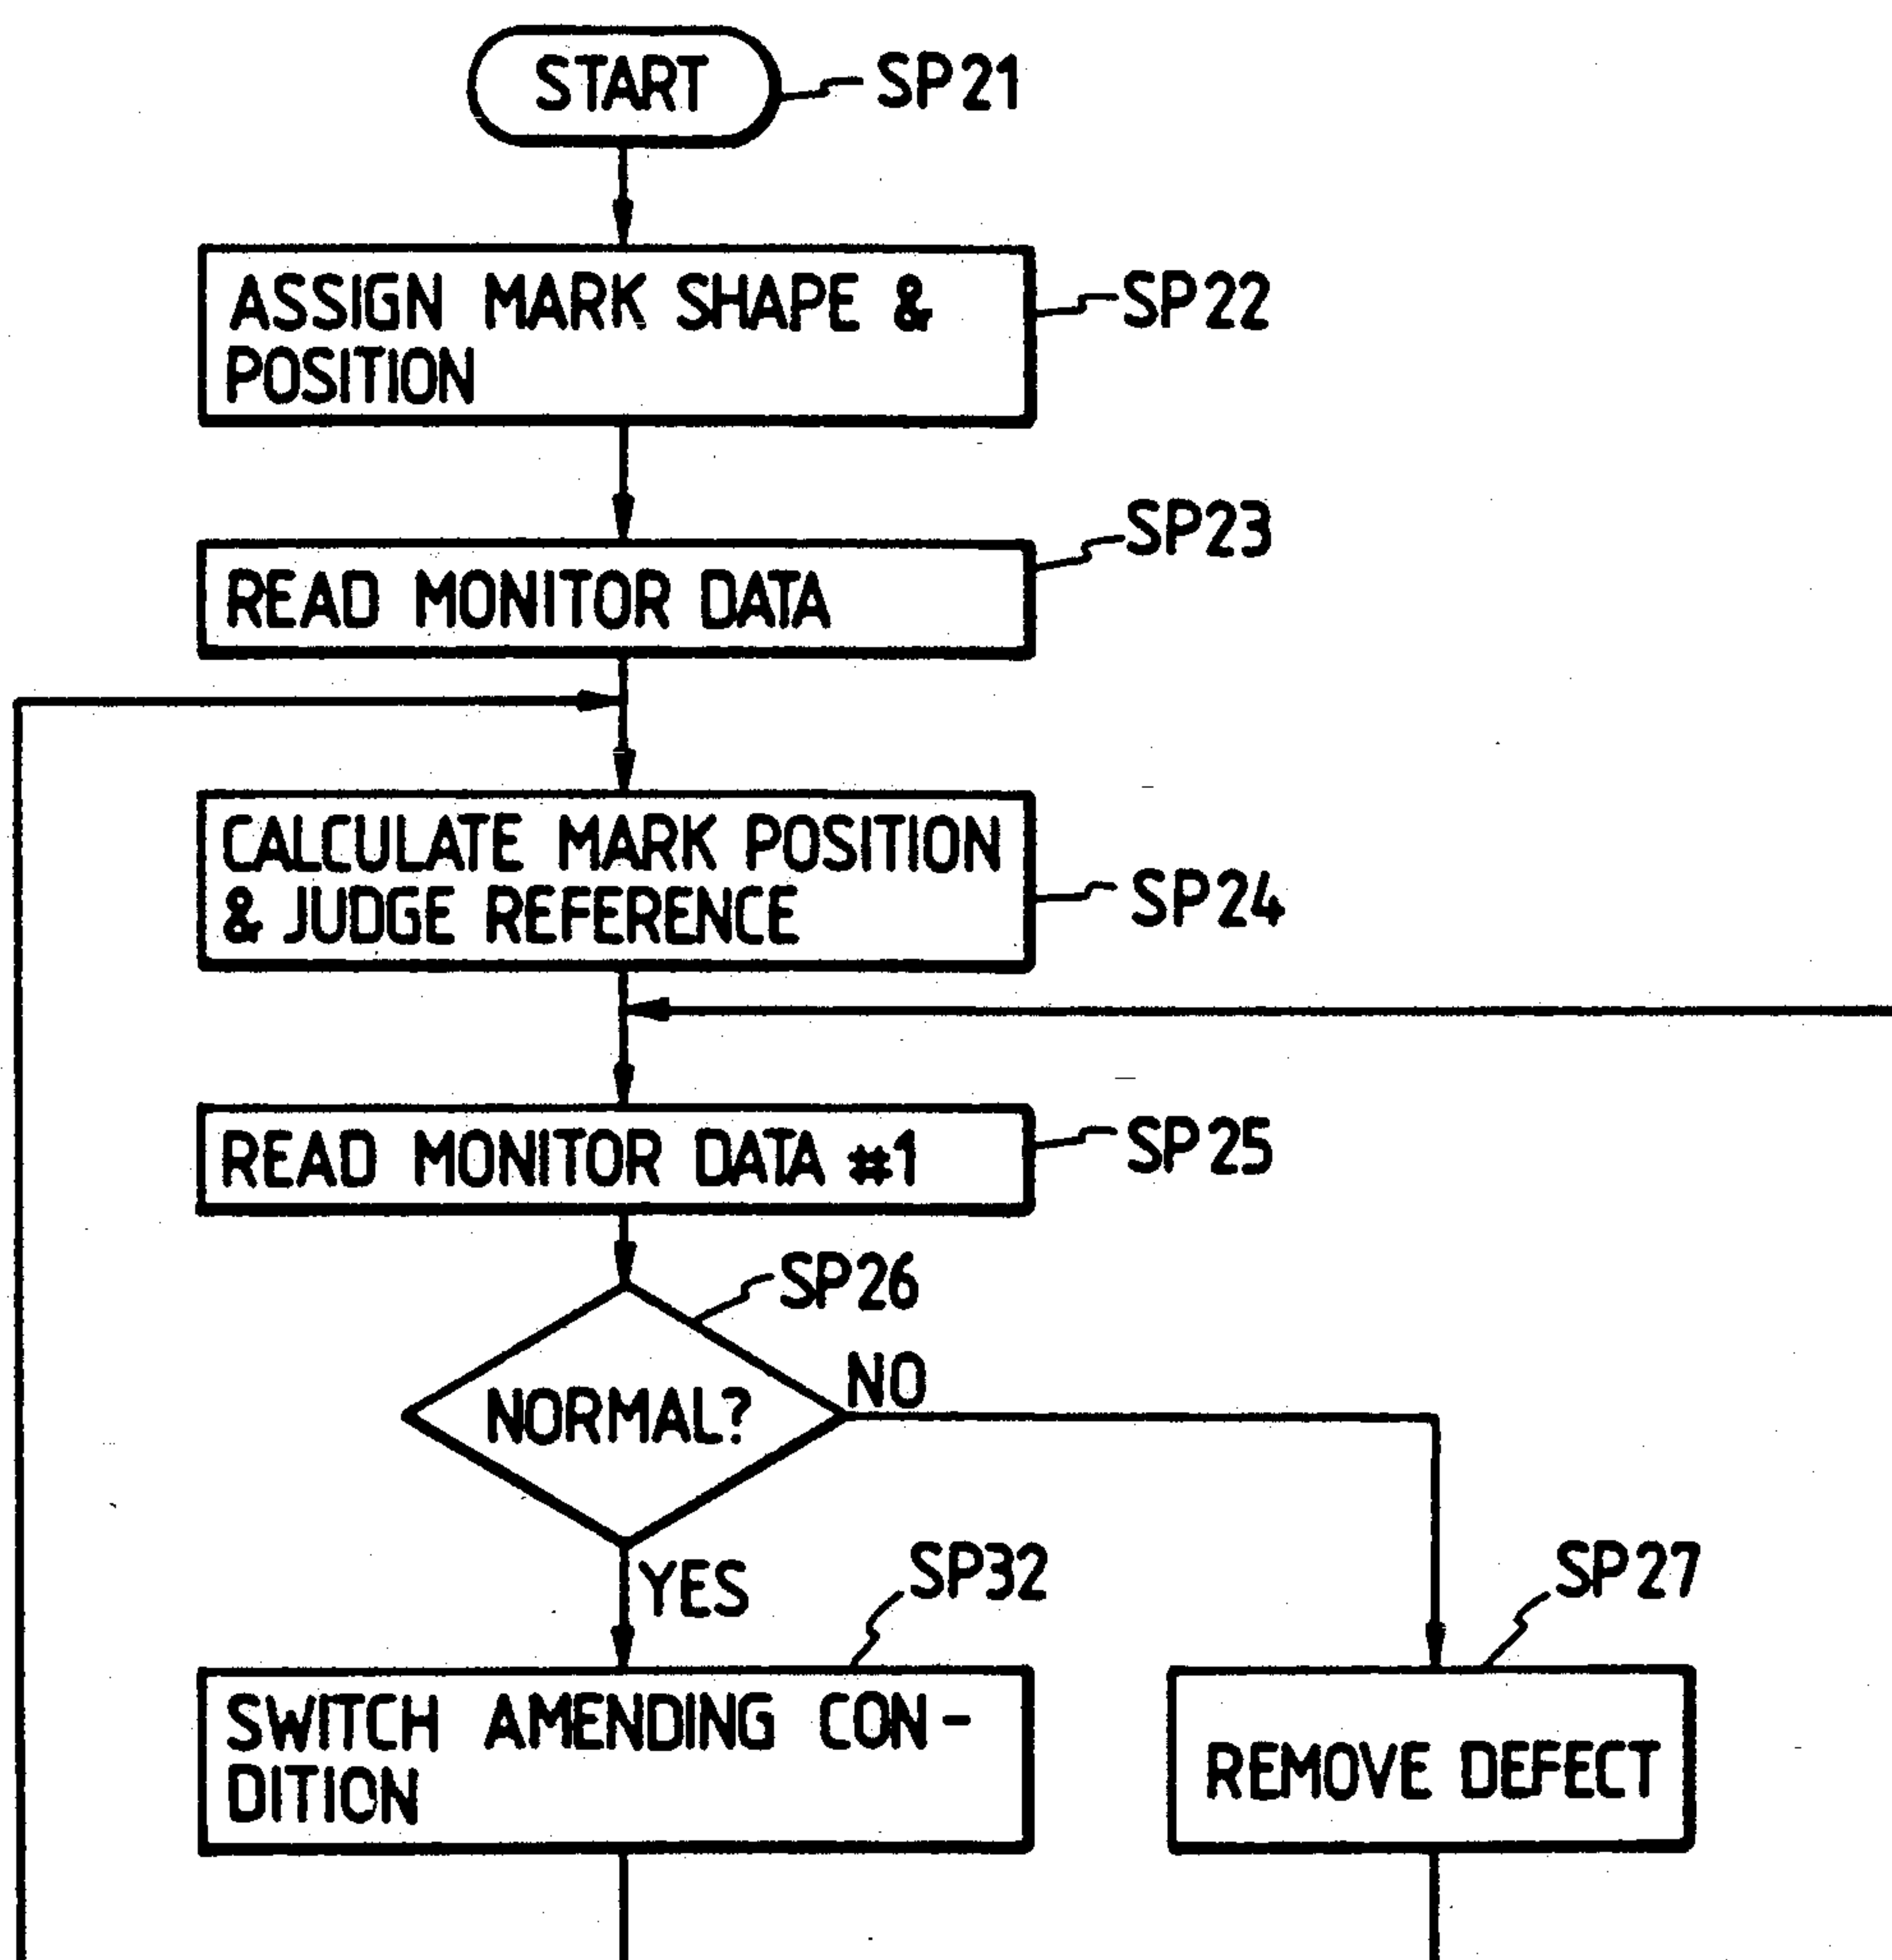 START
SP21
ASSIGN MARK SHAPE &
POSITION
SP22
SP23
READ MONITOR DATA
CALCULATE MARK POSITION
& JUDGE REFERENCE
SP24
READ MONITOR DATA #1
SP25
SP26
NO
NORMAL?
YES
SP32
SP27
SWITCH AMENDING CON-
DITION
REMOVE DEFECT